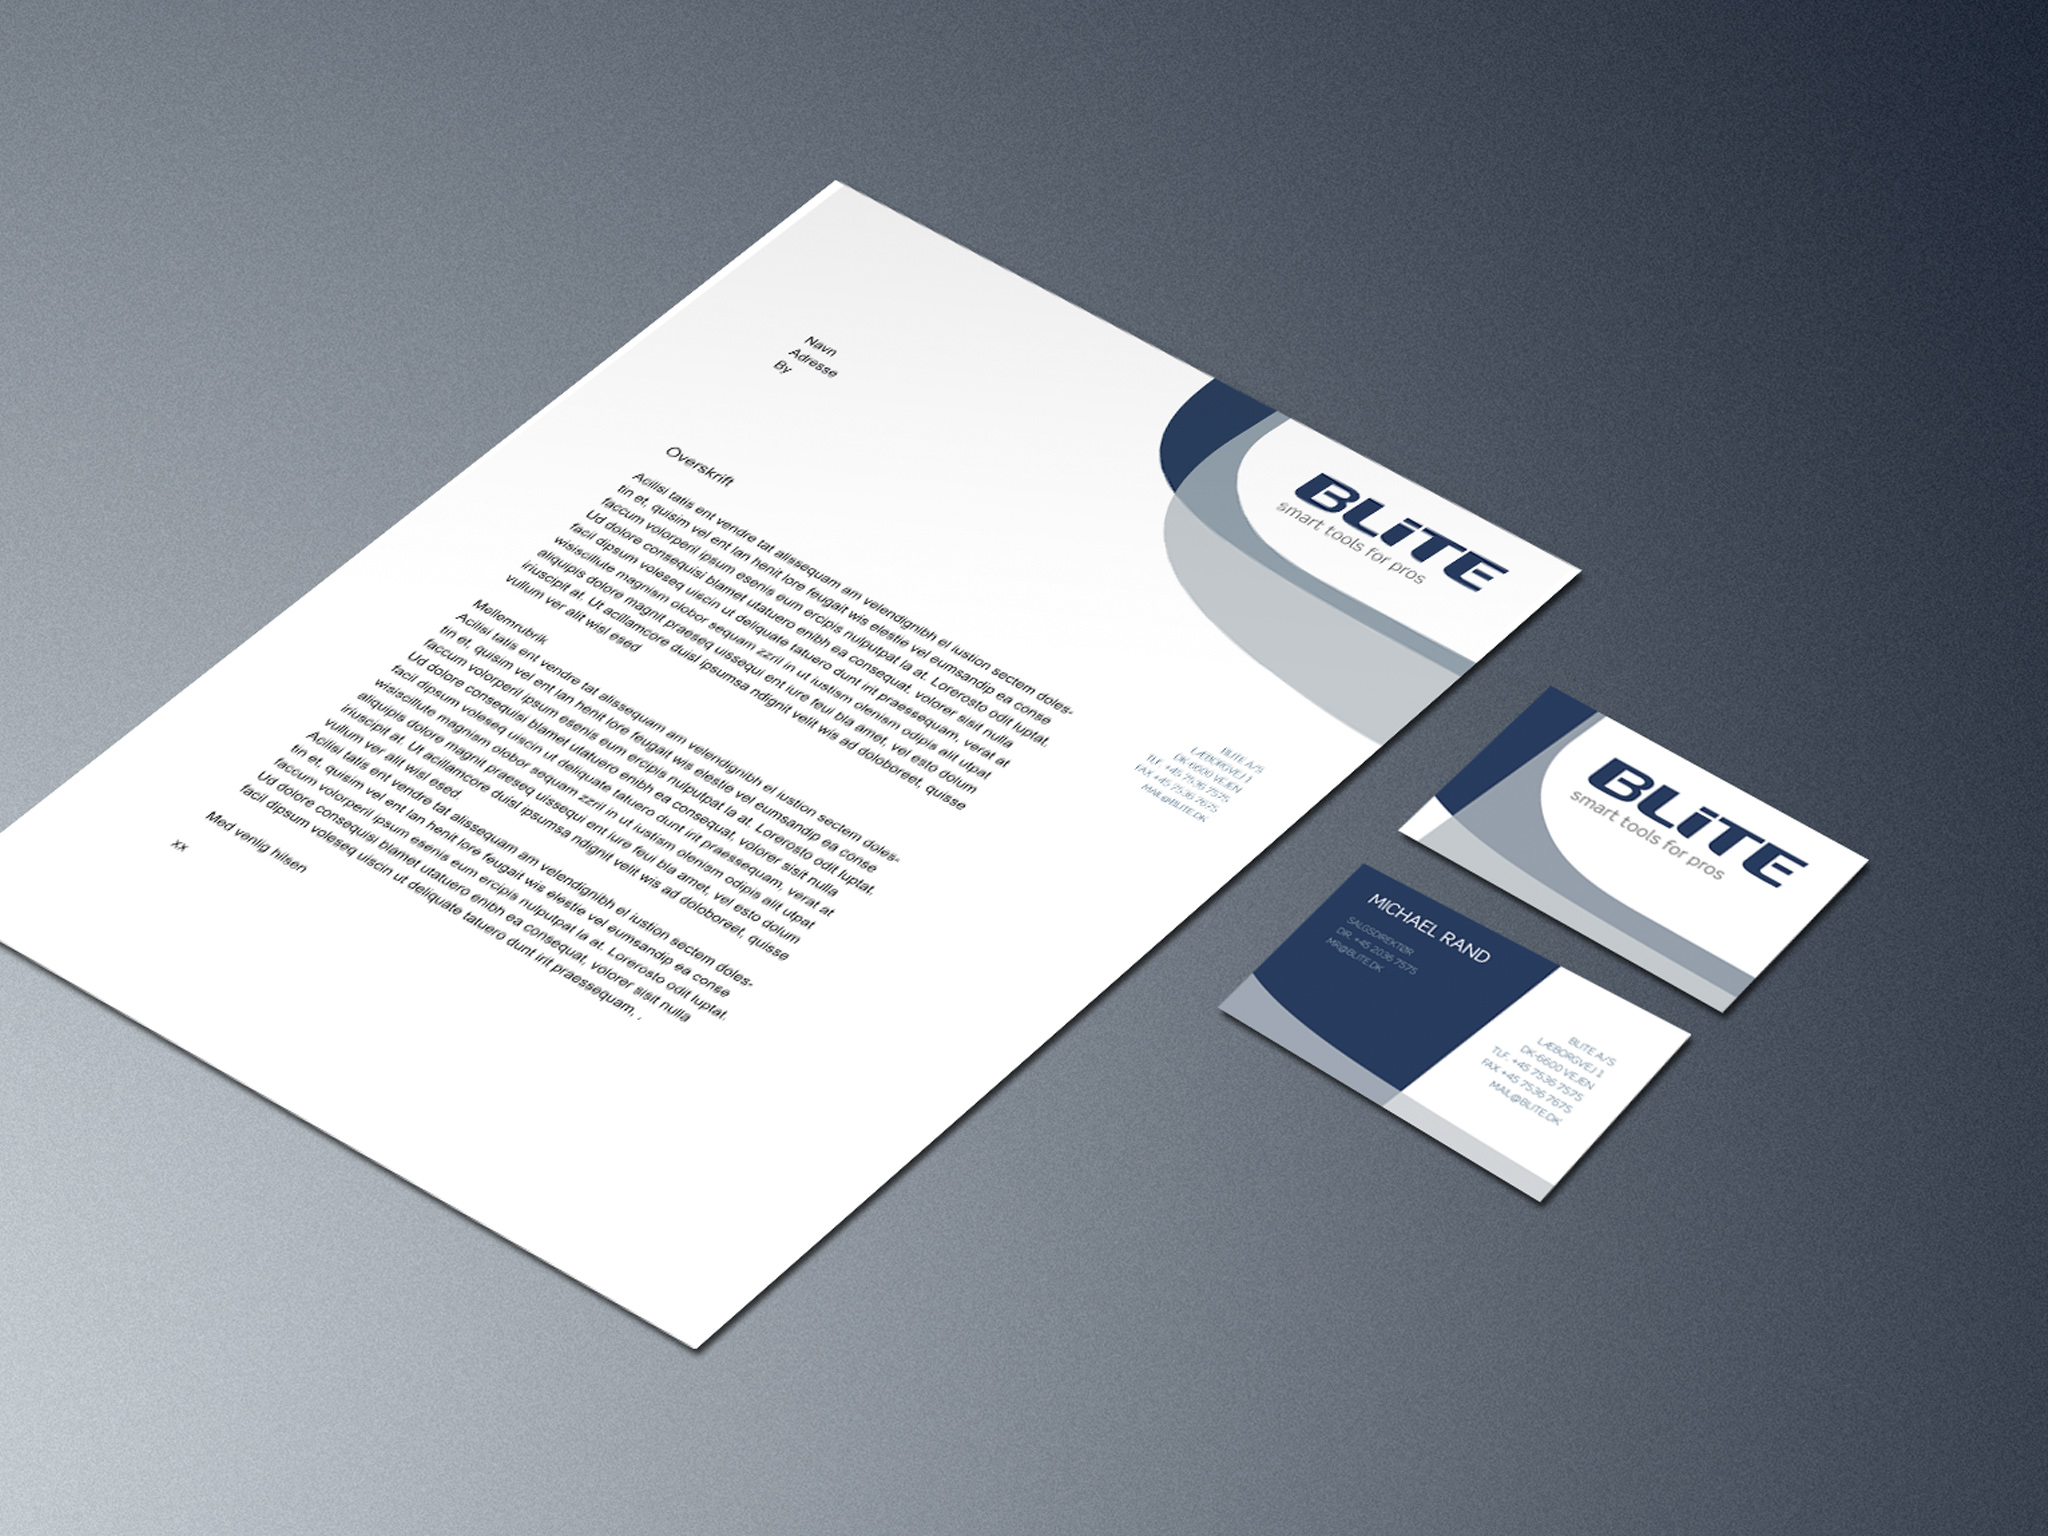 Navn
Adresse
By
BLiTE
smart tools for pros
Overskrift
Acilisi tatis ent vendre tat alissequam am velendignibh el iustion sectem doles-
tin et, quisim vel ent lan henit lore feugait wis elestie vel eumsandip ea conse
faccum volorperil ipsum esenis eum ercipis nulputpat la at. Lorerosto odit luptat.
Ud dolore consequisi blamet utatuero enibh ea consequat, volorer sisit nulla
facil dipsum voleseq uiscin ut deliquate tatuero dunt irit praessequam, verat at
wisiscillute magnism olobor sequam zzril in ut iustism olenism odipis alit utpat
aliquipis dolore magnit praeseq uissequi ent iure feui bla amet, vel esto dolum
iriuscipit at. Ut acillamcore duisl ipsumsa ndignit velit wis ad doloboreet, quisse
vullum ver alit wisl esed
Mellemrubrik
Acilisi tatis ent vendre tat alissequam am velendignibh el iustion sectem doles-
tin et, quisim vel ent lan henit lore feugait wis elestie vel eumsandip ea conse
faccum volorperil ipsum esenis eum ercipis nulputpat la at. Lorerosto odit luptat.
Ud dolore consequisi blamet utatuero enibh ea consequat, volorer sisit nulla
facil dipsum voleseq uiscin ut deliquate tatuero dunt irit praessequam, verat at
wisiscillute magnism olobor sequam zzril in ut iustism olenism odipis alit utpat
aliquipis dolore magnit praeseq uissequi ent iure feui bla amet, vel esto dolum
iriuscipit at. Ut acillamcore duisl ipsumsa ndignit velit wis ad doloboreet, quisse
vullum ver alit wisl esed.
Acilisi tatis ent vendre tat alissequam am velendignibh el iustion sectem doles-
tin et, quisim vel ent lan henit lore feugait wis elestie vel eumsandip ea conse
faccum volorperil ipsum esenis eum ercipis nulputpat la at. Lorerosto odit luptat.
Ud dolore consequisi blamet utatuero enibh ea consequat, volorer sisit nulla
facil dipsum voleseq uiscin ut deliquate tatuero dunt irit praessequam, .
Med venlig hilsen
xx
BLITE A/S
LÆBORGVEJ 1
DK-6600 VEJEN
TLF. +45 7536 7575
FAX +45 7536 7675
MAIL@BLITE.DK
BLiTE
smart tools for pros
MICHAEL RAND
SALGSDIREKTØR
DIR. +45 2036 7575
MR@BLITE.DK
BLITE A/S
LÆBORGVEJ 1
DK-6600 VEJEN
TLF. +45 7536 7575
FAX +45 7536 7675
MAIL@BLITE.DK